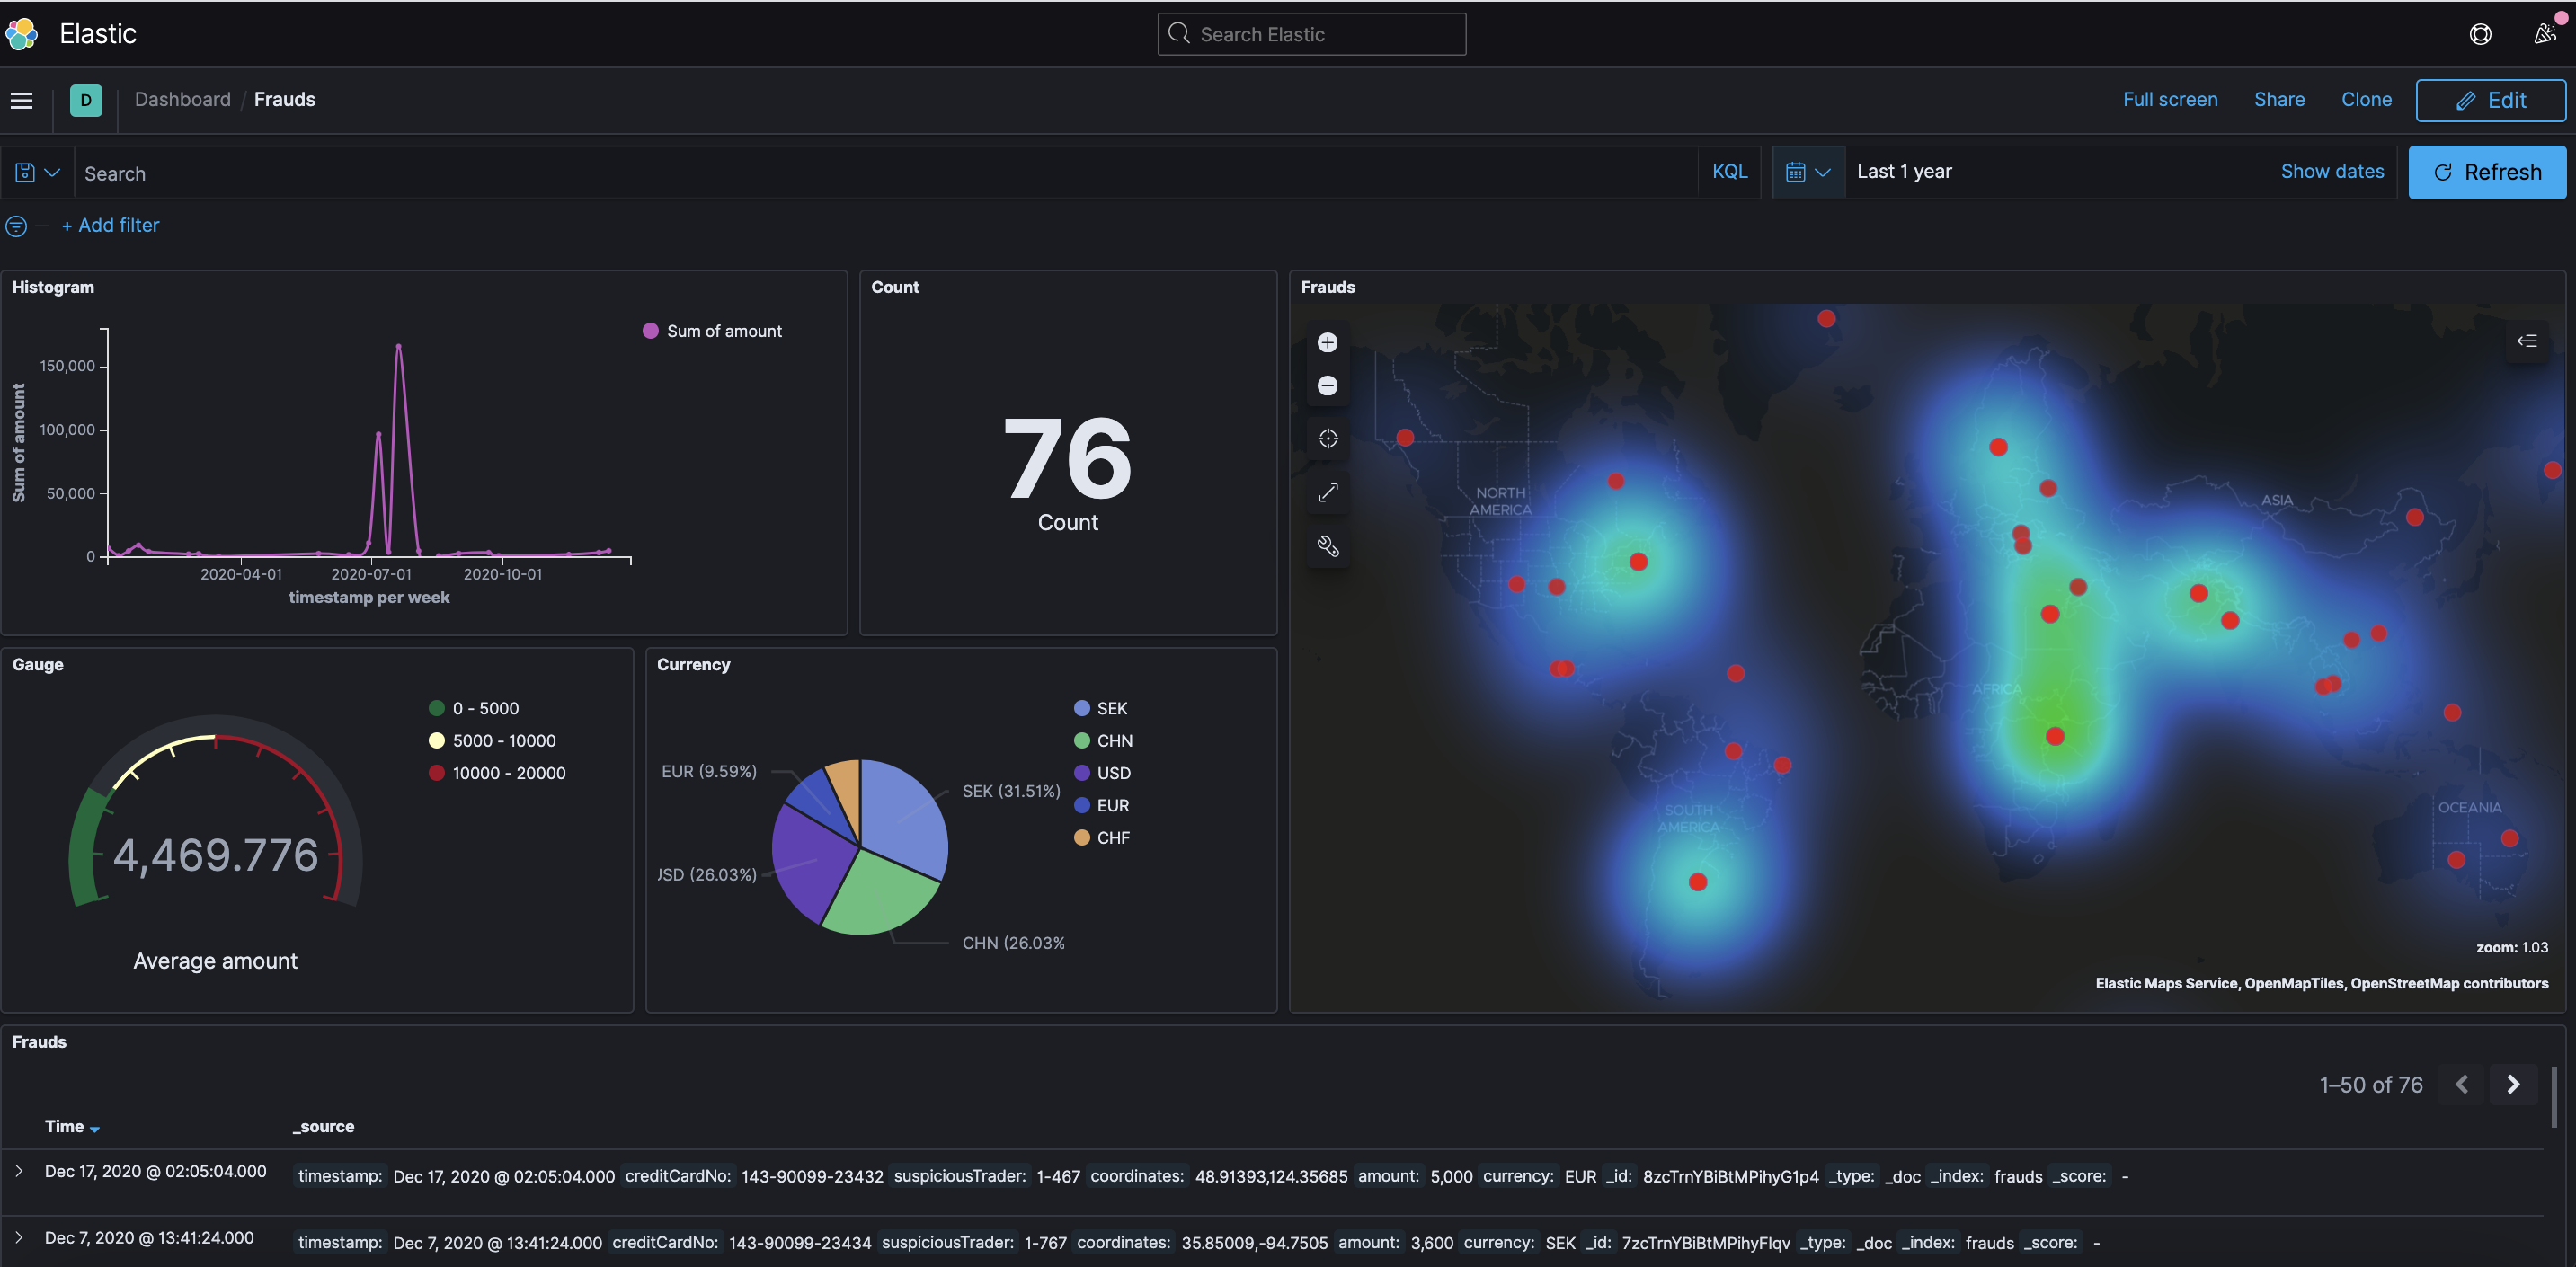 Elastic
Search Elastic
D
Dashboard / Frauds
Full screen
Share
Clone
Edit
Search
KQL
Last 1 year
Show dates
Refresh
+ Add filter
Histogram
Sum of amount
150,000
100,000
50,000
0
Sum of amount
2020-04-01
2020-07-01
2020-10-01
timestamp per week
Count
76
Count
Gauge
0 - 5000
5000 - 10000
10000 - 20000
4,469.776
Average amount
Currency
EUR (9.59%)
SEK (31.51%)
JSD (26.03%)
CHN (26.03%
SEK
CHN
USD
EUR
CHF
Frauds
NORTH
AMERICA
ASIA
AFRICA
SOUTH
AMERICA
OCEANIA
zoom: 1.03
Elastic Maps Service, OpenMapTiles, OpenStreetMap contributors
Frauds
1–50 of 76
Time
_source
Dec 17, 2020 @ 02:05:04.000 timestamp: Dec 17, 2020 @ 02:05:04.000 creditCardNo: 143-90099-23432 suspiciousTrader: 1-467 coordinates: 48.91393,124.35685 amount: 5,000 currency: EUR _id: 8zcTrnYBiBtMPihyG1p4 _type: _doc _index: frauds _score: -
Dec 7, 2020 @ 13:41:24.000 timestamp: Dec 7, 2020 @ 13:41:24.000 creditCardNo: 143-90099-23434 suspiciousTrader: 1-767 coordinates: 35.85009,-94.7505 amount: 3,600 currency: SEK _id: 7zcTrnYBiBtMPihyFlqv _type: _doc _index: frauds _score: -